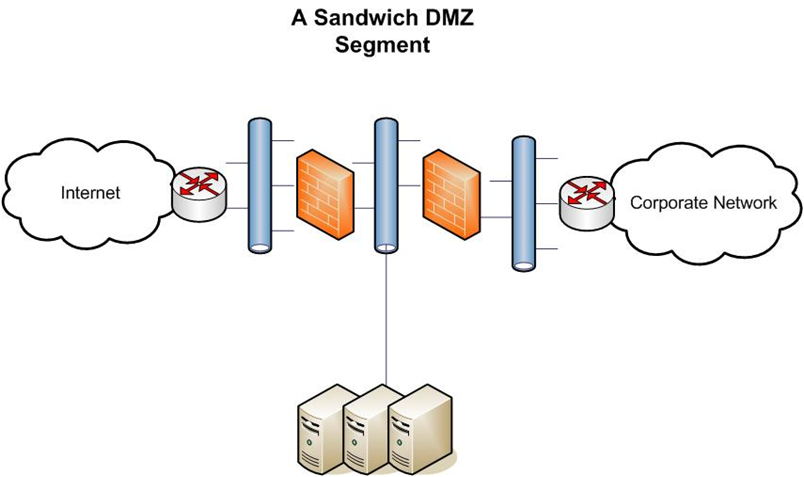 A Sandwich DMZ
Segment
Internet
Corporate Network